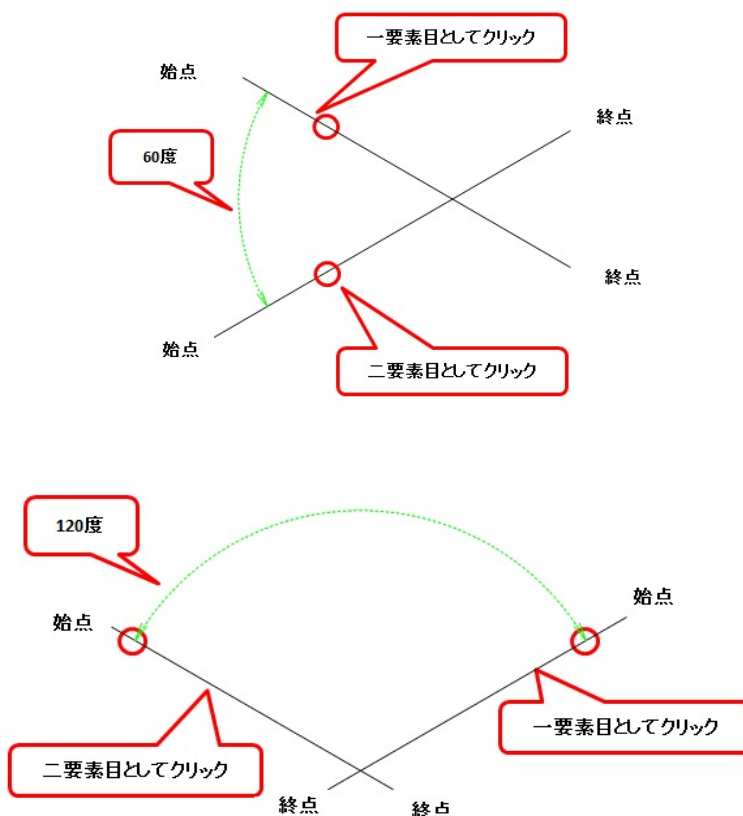 一要素目としてクリック
始点
終点
60度
終点
始点
二要素目としてクリック
120度
始点
始点
一要素目としてクリック
二要素目としてクリック
終点
終点